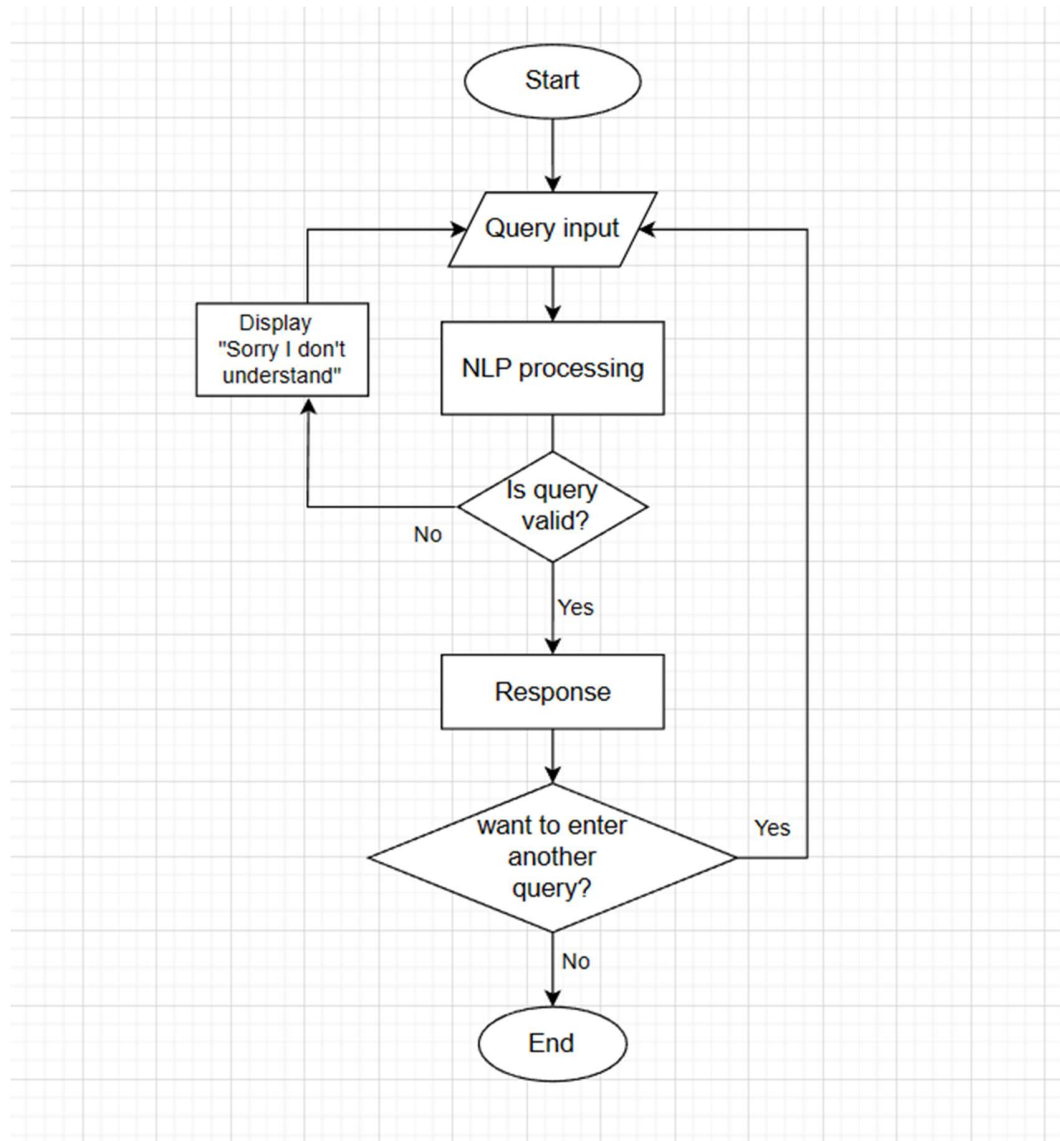 Start
Query input
Display
"Sorry I don't
understand"
NLP processing
Is query
valid?
No
Yes
Response
want to enter
another
query?
Yes
No
End